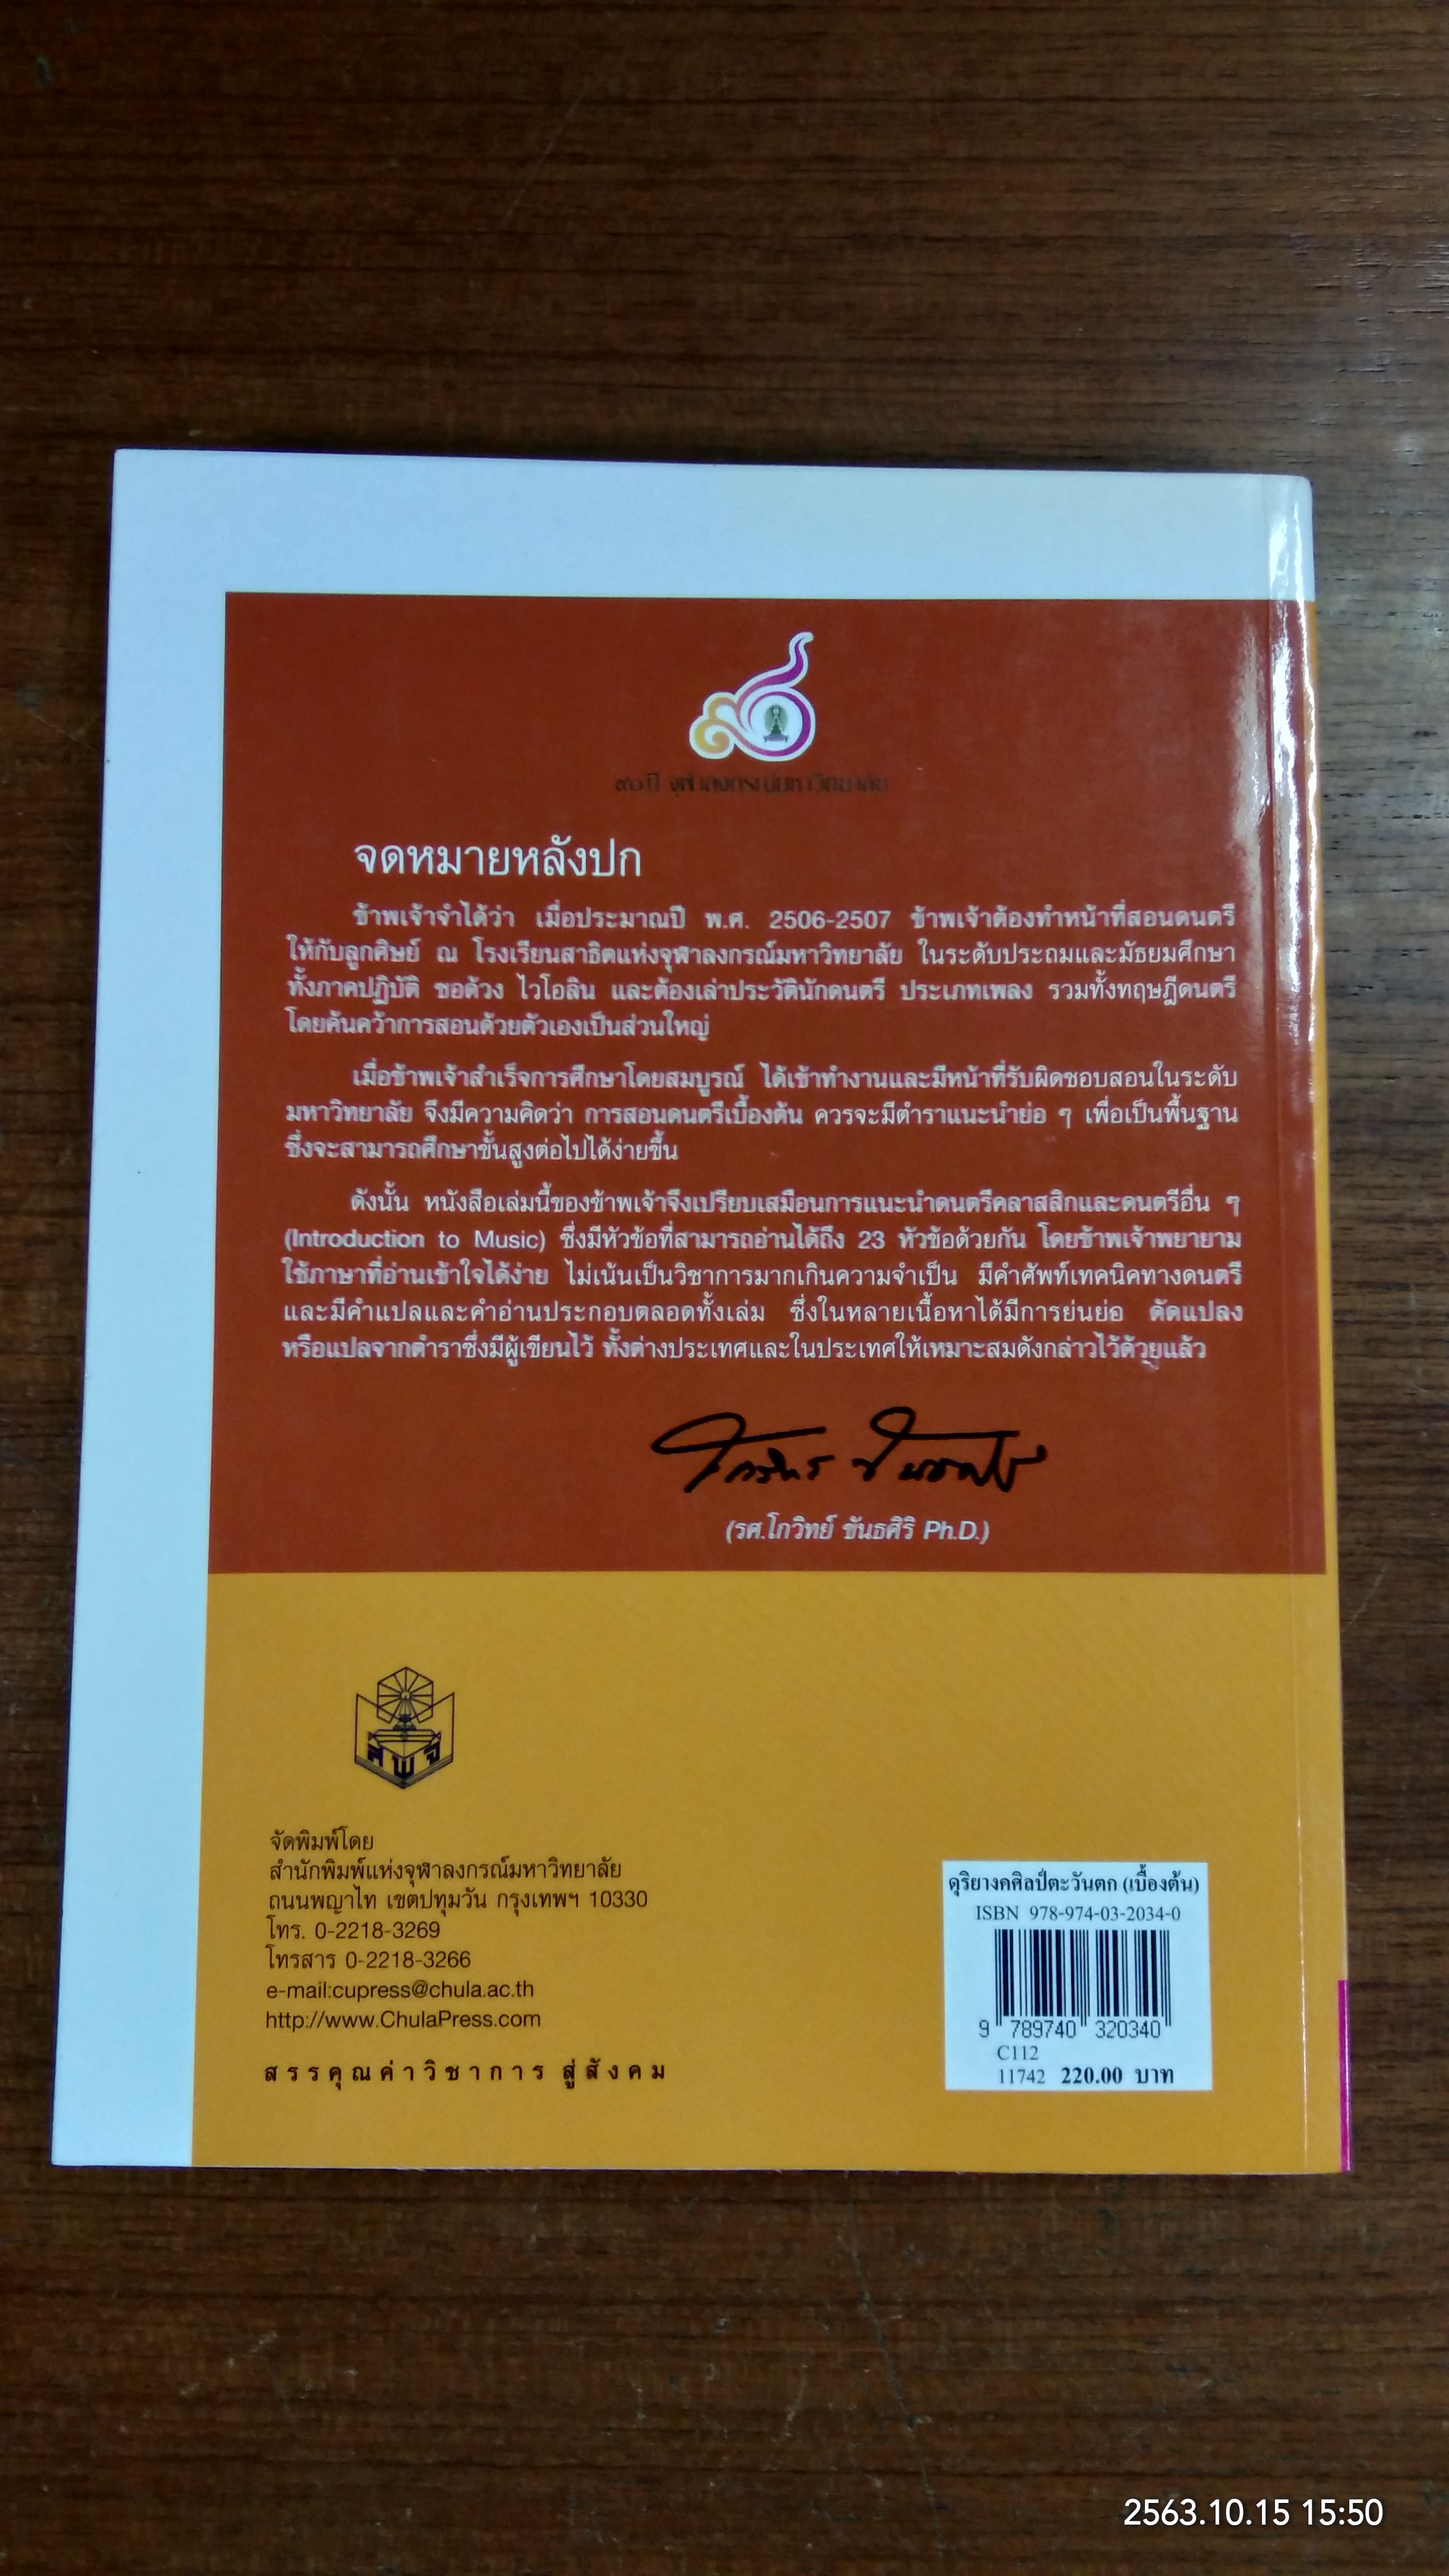 ๙๐ ปี จุฬาลงกรณ์มหาวิทยาลัย
จดหมายหลังปก
ข้าพเจ้าจำได้ว่า เมื่อประมาณปี พ.ศ. 2506-2507 ข้าพเจ้าต้องทำหน้าที่สอนดนตรี
ให้กับลูกศิษย์ ณ โรงเรียนสาธิตแห่งจุฬาลงกรณ์มหาวิทยาลัย ในระดับประถมและมัธยมศึกษา
ทั้งภาคปฏิบัติ ซอด้วง ไวโอลิน และต้องเล่าประวัตินักดนตรี ประเภทเพลง รวมทั้งทฤษฎีดนตรี
โดยค้นคว้าการสอนด้วยตัวเองเป็นส่วนใหญ่
เมื่อข้าพเจ้าสำเร็จการศึกษาโดยสมบูรณ์ ได้เข้าทำงานและมีหน้าที่รับผิดชอบสอนในระดับ
มหาวิทยาลัย จึงมีความคิดว่า การสอนดนตรีเบื้องต้น ควรจะมีตำราแนะนำย่อ ๆ เพื่อเป็นพื้นฐาน
ซึ่งจะสามารถศึกษาขั้นสูงต่อไปได้ง่ายขึ้น
ดังนั้น หนังสือเล่มนี้ของข้าพเจ้าจึงเปรียบเสมือนการแนะนำดนตรีคลาสสิกและดนตรีอื่น ๆ
(Introduction to Music) ซึ่งมีหัวข้อที่สามารถอ่านได้ถึง 23 หัวข้อด้วยกัน โดยข้าพเจ้าพยายาม
ใช้ภาษาที่อ่านเข้าใจได้ง่าย ไม่เน้นเป็นวิชาการมากเกินความจำเป็น มีคำศัพท์เทคนิคทางดนตรี
และมีคำแปลและคำอ่านประกอบตลอดทั้งเล่ม ซึ่งในหลายเนื้อหาได้มีการย่นย่อ ดัดแปลง
หรือแปลจากตำราซึ่งมีผู้เขียนไว้ ทั้งต่างประเทศและในประเทศให้เหมาะสมดังกล่าวไว้ด้วยแล้ว
(รศ.โกวิทย์ ขันธศิริ Ph.D.)
สพจ
จัดพิมพ์โดย
สำนักพิมพ์แห่งจุฬาลงกรณ์มหาวิทยาลัย
ถนนพญาไท เขตปทุมวัน กรุงเทพฯ 10330
โทร. 0-2218-3269
โทรสาร 0-2218-3266
e-mail:cupress@chula.ac.th
http://www.ChulaPress.com
สรรคุณค่าวิชาการ สู่สังคม
ดุริยางคศิลป์ตะวันตก (เบื้องต้น)
ISBN 978-974-03-2034-0
9 789740 320340
C112
11742 220.00 บาท
2563.10.15 15:50